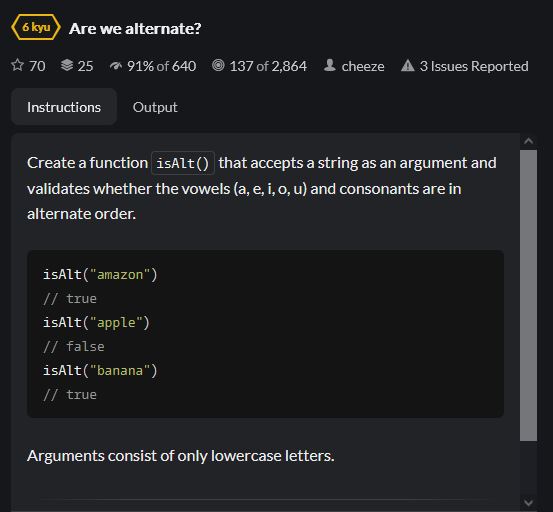 6 kyu Are we alternate?
70 25 91% of 640 137 of 2,864 cheeze 3 Issues Reported
Instructions Output
Create a function isAlt() that accepts a string as an argument and
validates whether the vowels (a, e, i, o, u) and consonants are in
alternate order.
isAlt("amazon")
// true
isAlt("apple")
// false
isAlt("banana")
// true
Arguments consist of only lowercase letters.